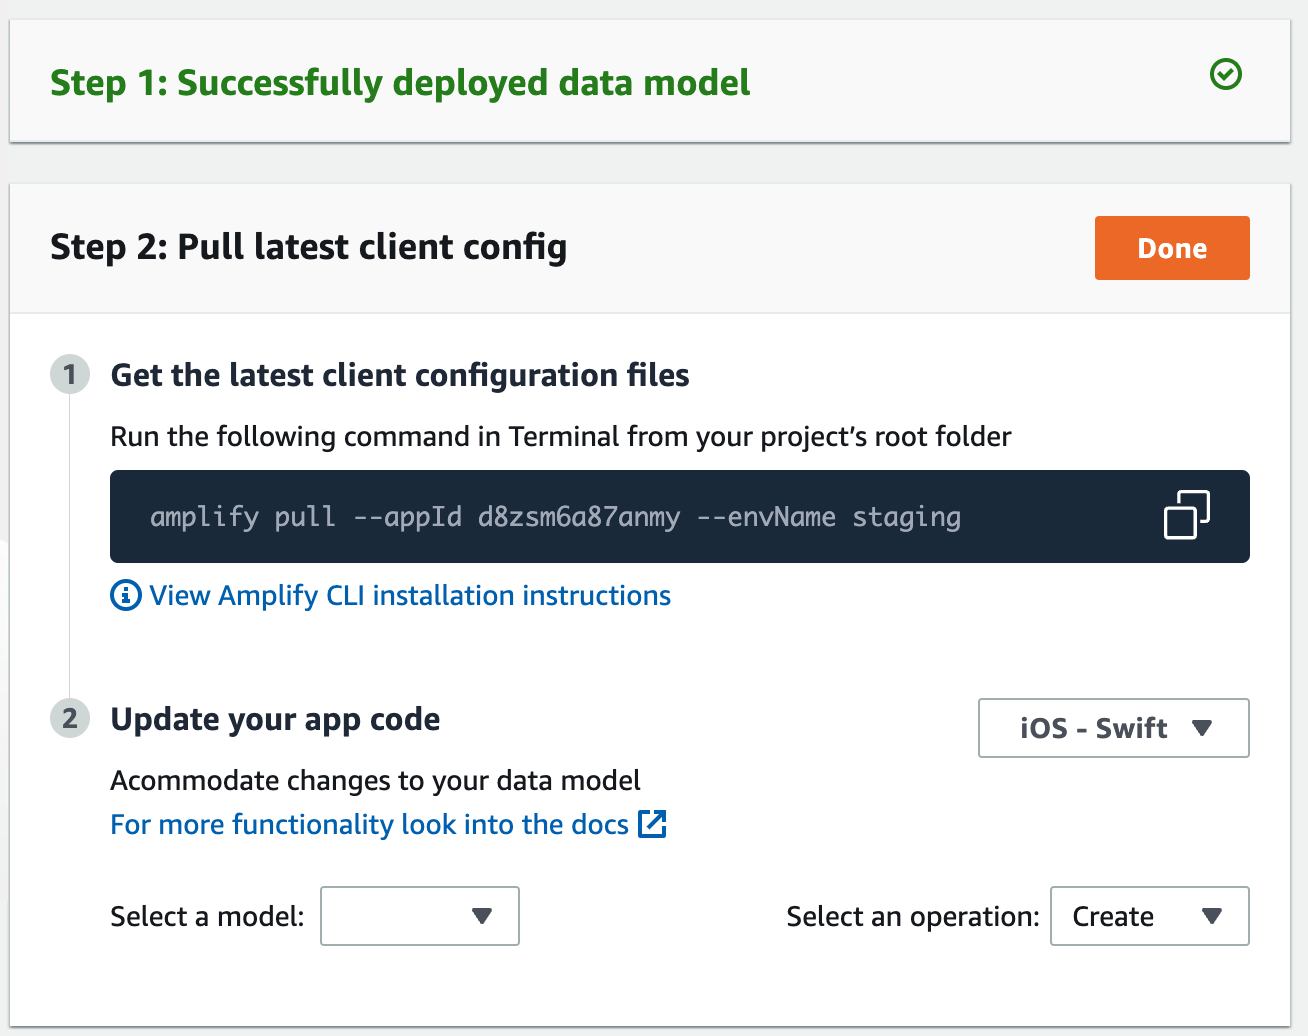 Step 1: Successfully deployed data model
Step 2: Pull latest client config
Done
1
Get the latest client configuration files
Run the following command in Terminal from your project's root folder
amplify pull --appId d8zsm6a87anmy --envName staging
View Amplify CLI installation instructions
2
Update your app code
iOS - Swift
Acommodate changes to your data model
For more functionality look into the docs
Select a model:
Select an operation: Create